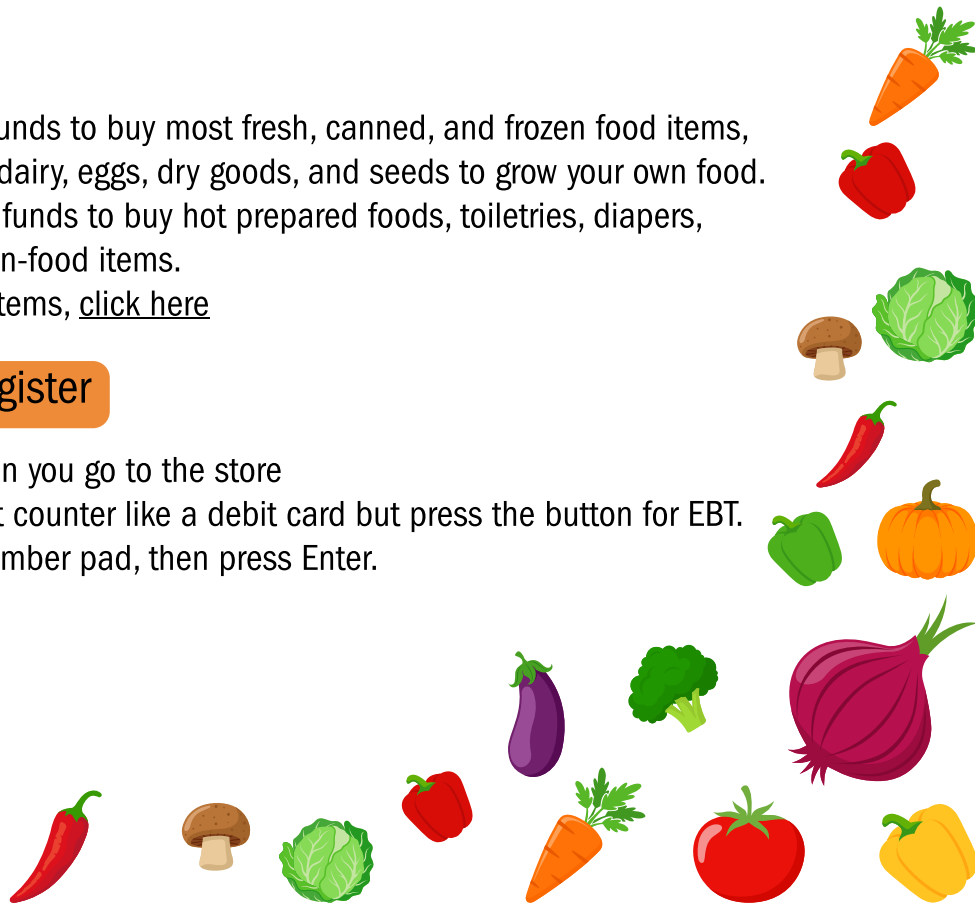 unds to buy most fresh, canned, and frozen food items,
dairy, eggs, dry goods, and seeds to grow your own food.
funds to buy hot prepared foods, toiletries, diapers,
n-food items.
tems, click here
gister
n you go to the store
t counter like a debit card but press the button for EBT.
mber pad, then press Enter.